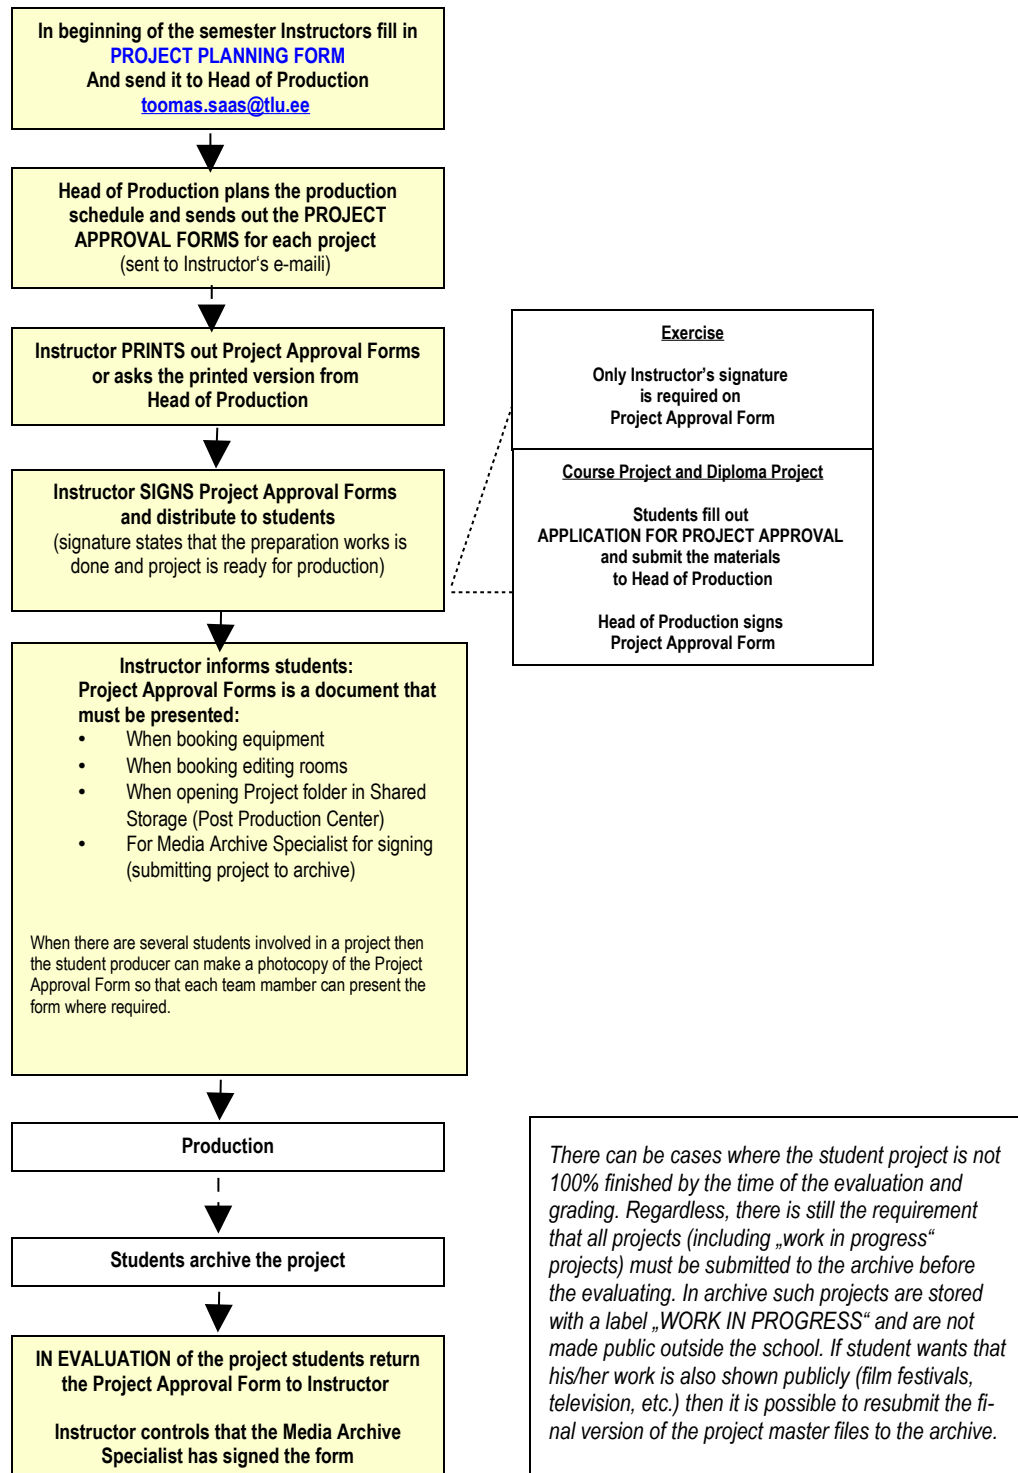 In beginning of the semester Instructors fill in
PROJECT PLANNING FORM
And send it to Head of Production
toomas.saas@tlu.ee
Head of Production plans the production
schedule and sends out the PROJECT
APPROVAL FORMS for each project
(sent to Instructor‘s e-maili)
Instructor PRINTS out Project Approval Forms
or asks the printed version from
Head of Production
Instructor SIGNS Project Approval Forms
and distribute to students
(signature states that the preparation works is
done and project is ready for production)
Exercise
Only Instructor’s signature
is required on
Project Approval Form
Course Project and Diploma Project
Students fill out
APPLICATION FOR PROJECT APPROVAL
and submit the materials
to Head of Production
Head of Production signs
Project Approval Form
Instructor informs students:
Project Approval Forms is a document that
must be presented:
• When booking equipment
• When booking editing rooms
• When opening Project folder in Shared
Storage (Post Production Center)
• For Media Archive Specialist for signing
(submitting project to archive)
When there are several students involved in a project then
the student producer can make a photocopy of the Project
Approval Form so that each team mamber can present the
form where required.
Production
Students archive the project
IN EVALUATION of the project students return
the Project Approval Form to Instructor
Instructor controls that the Media Archive
Specialist has signed the form
There can be cases where the student project is not
100% finished by the time of the evaluation and
grading. Regardless, there is still the requirement
that all projects (including „work in progress“
projects) must be submitted to the archive before
the evaluating. In archive such projects are stored
with a label „WORK IN PROGRESS“ and are not
made public outside the school. If student wants that
his/her work is also shown publicly (film festivals,
television, etc.) then it is possible to resubmit the fi-
nal version of the project master files to the archive.